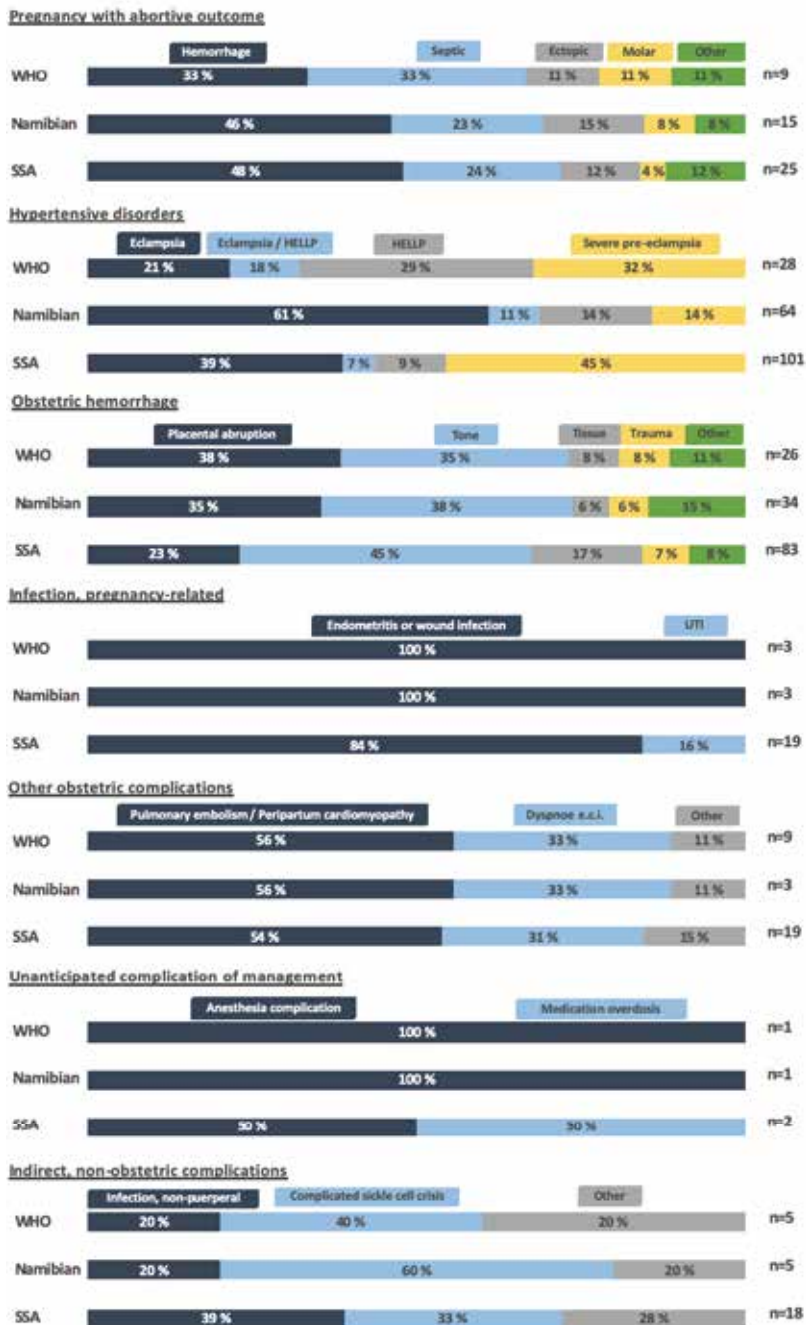 Pregnancy with abortive outcome
Hemorrhage Septic Ectopic Molar Other
WHO 33 % 33 % 11 % 11 % 11 % n=9
Namibian 46 % 23 % 15 % 8 % 8 % n=15
SSA 48 % 24 % 12 % 4 % 12 % n=25
Hypertensive disorders
Eclampsia Eclampsia / HELLP HELLP Severe pre-eclampsia
WHO 21 % 18 % 29 % 32 % n=28
Namibian 61 % 11 % 14 % 14 % n=64
SSA 39 % 7 % 9 % 45 % n=101
Obstetric hemorrhage
Placental abruption Tone Tissue Trauma Other
WHO 38 % 35 % 8 % 8 % 11 % n=26
Namibian 35 % 38 % 6 % 6 % 15 % n=34
SSA 23 % 45 % 17 % 7 % 8 % n=83
Infection, pregnancy-related
Endometritis or wound infection UTI
WHO 100 % n=3
Namibian 100 % n=3
SSA 84 % 16 % n=19
Other obstetric complications
Pulmonary embolism / Peripartum cardiomyopathy Dyspnoe e.c.i. Other
WHO 56 % 33 % 11 % n=9
Namibian 56 % 33 % 11 % n=3
SSA 54 % 31 % 15 % n=19
Unanticipated complication of management
Anesthesia complication Medication overdosis
WHO 100 % n=1
Namibian 100 % n=1
SSA 50 % 50 % n=2
Indirect, non-obstetric complications
Infection, non-puerperal Complicated sickle cell crisis Other
WHO 20 % 40 % 20 % n=5
Namibian 20 % 60 % 20 % n=5
SSA 39 % 33 % 28 % n=18